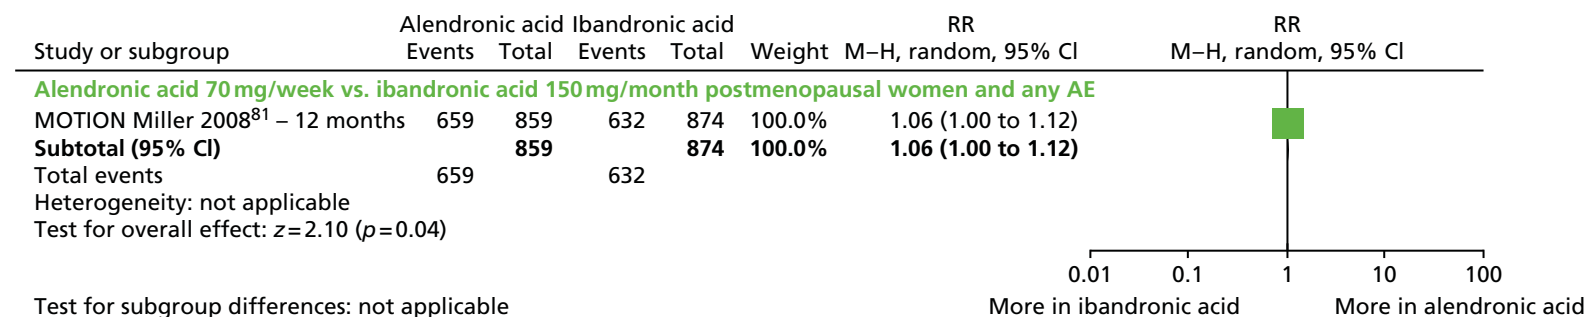 Alendronic acid Ibandronic acid RR RR
Study or subgroup Events Total Events Total Weight M–H, random, 95% CI M–H, random, 95% CI
Alendronic acid 70 mg/week vs. ibandronic acid 150 mg/month postmenopausal women and any AE
MOTION Miller 2008⁸¹ – 12 months 659 859 632 874 100.0% 1.06 (1.00 to 1.12)
Subtotal (95% CI) 859 874 100.0% 1.06 (1.00 to 1.12)
Total events 659 632
Heterogeneity: not applicable
Test for overall effect: z=2.10 (p=0.04)
0.01 0.1 1 10 100
Test for subgroup differences: not applicable More in ibandronic acid More in alendronic acid